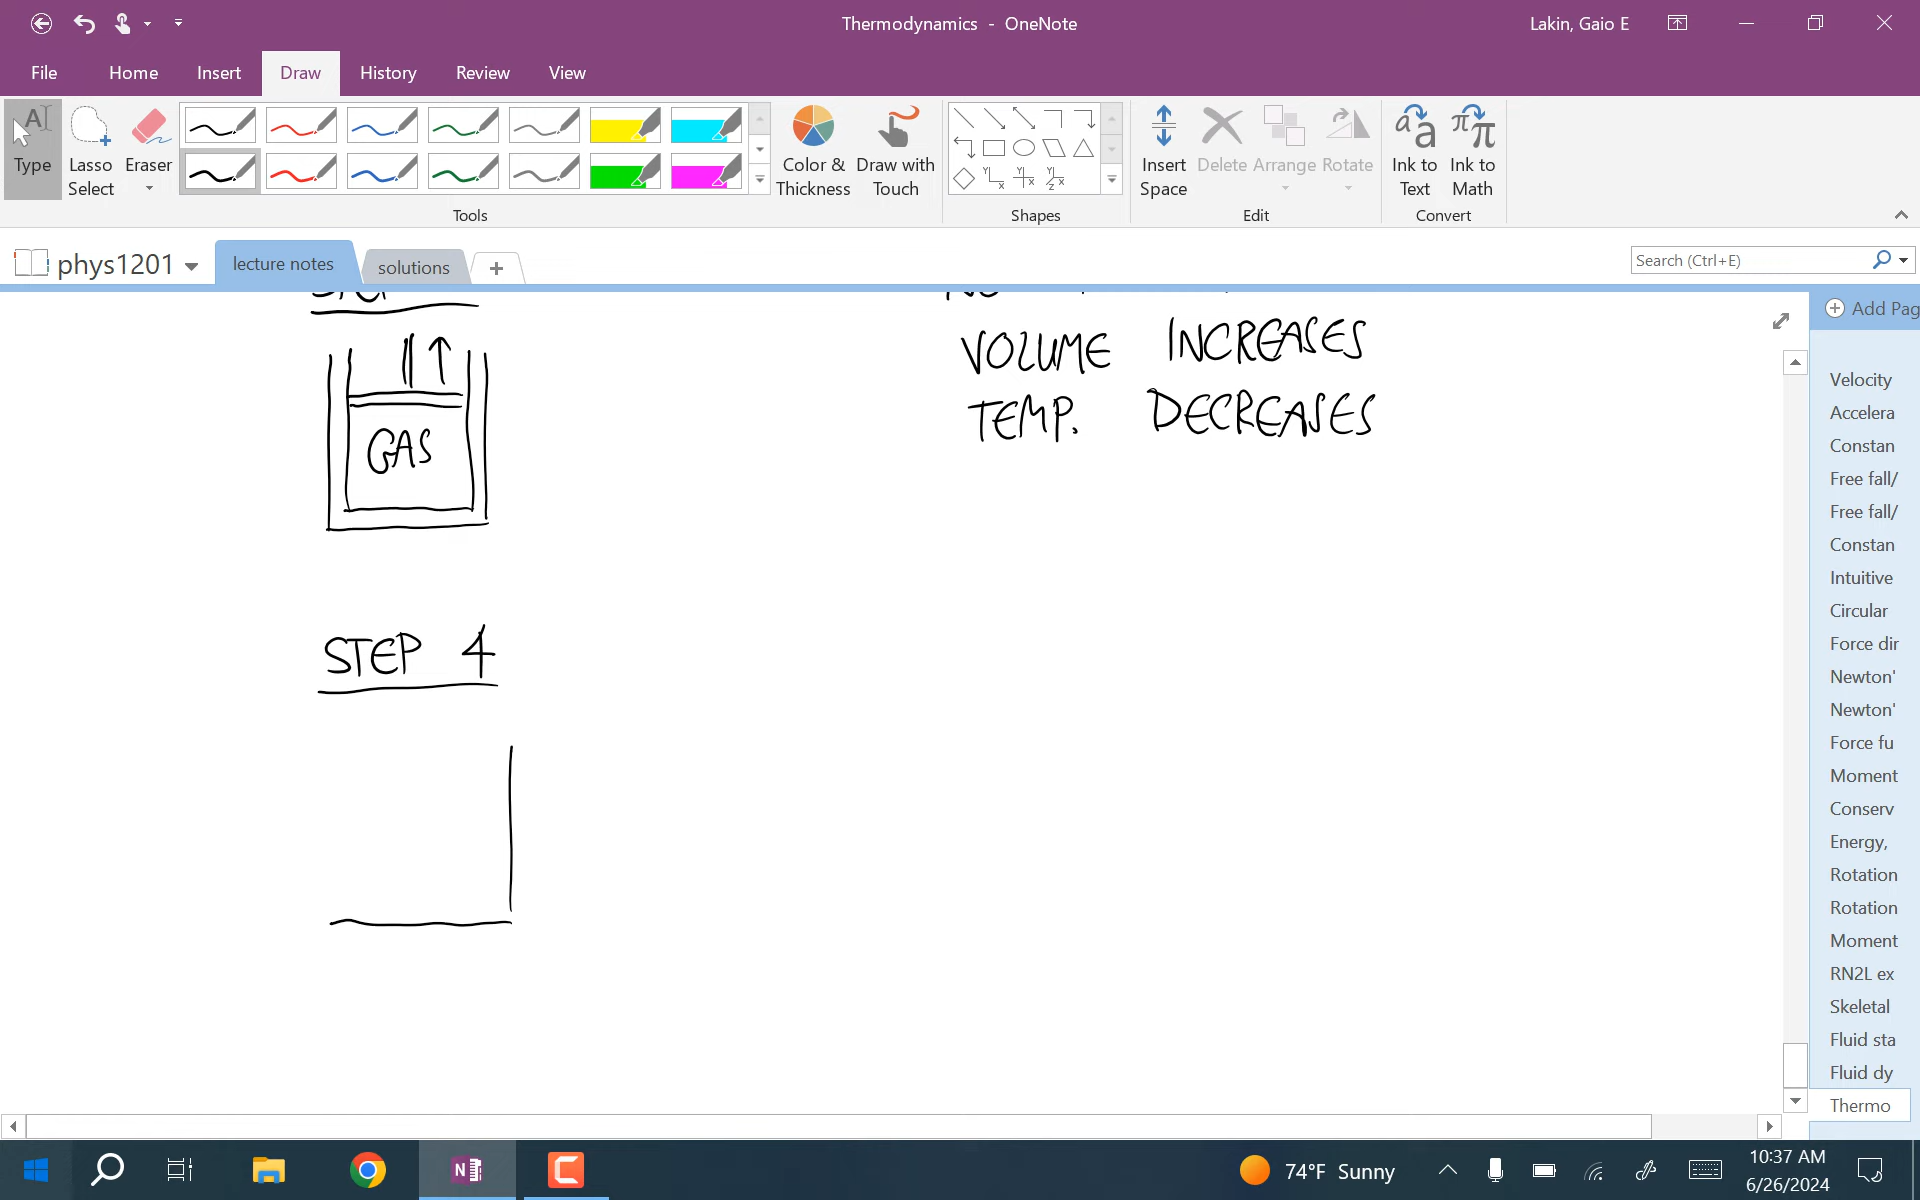 Thermodynamics - OneNote
Lakin, Gaio E
File Home Insert Draw History Review View
Type
Lasso Select
Eraser
Color & Thickness
Draw with Touch
Insert Space
Delete
Arrange
Rotate
Ink to Text
Ink to Math
Tools
Shapes
Edit
Convert
phys1201
lecture notes
solutions
Search (Ctrl+E)
Add Pag
VOLUME INCREASES
TEMP. DECREASES
GAS
STEP 4
Velocity
Accelera
Constan
Free fall/
Free fall/
Constan
Intuitive
Circular
Force dir
Newton'
Newton'
Force fu
Moment
Conserv
Energy,
Rotation
Rotation
Moment
RN2L ex
Skeletal
Fluid sta
Fluid dy
Thermo
74°F Sunny
10:37 AM
6/26/2024